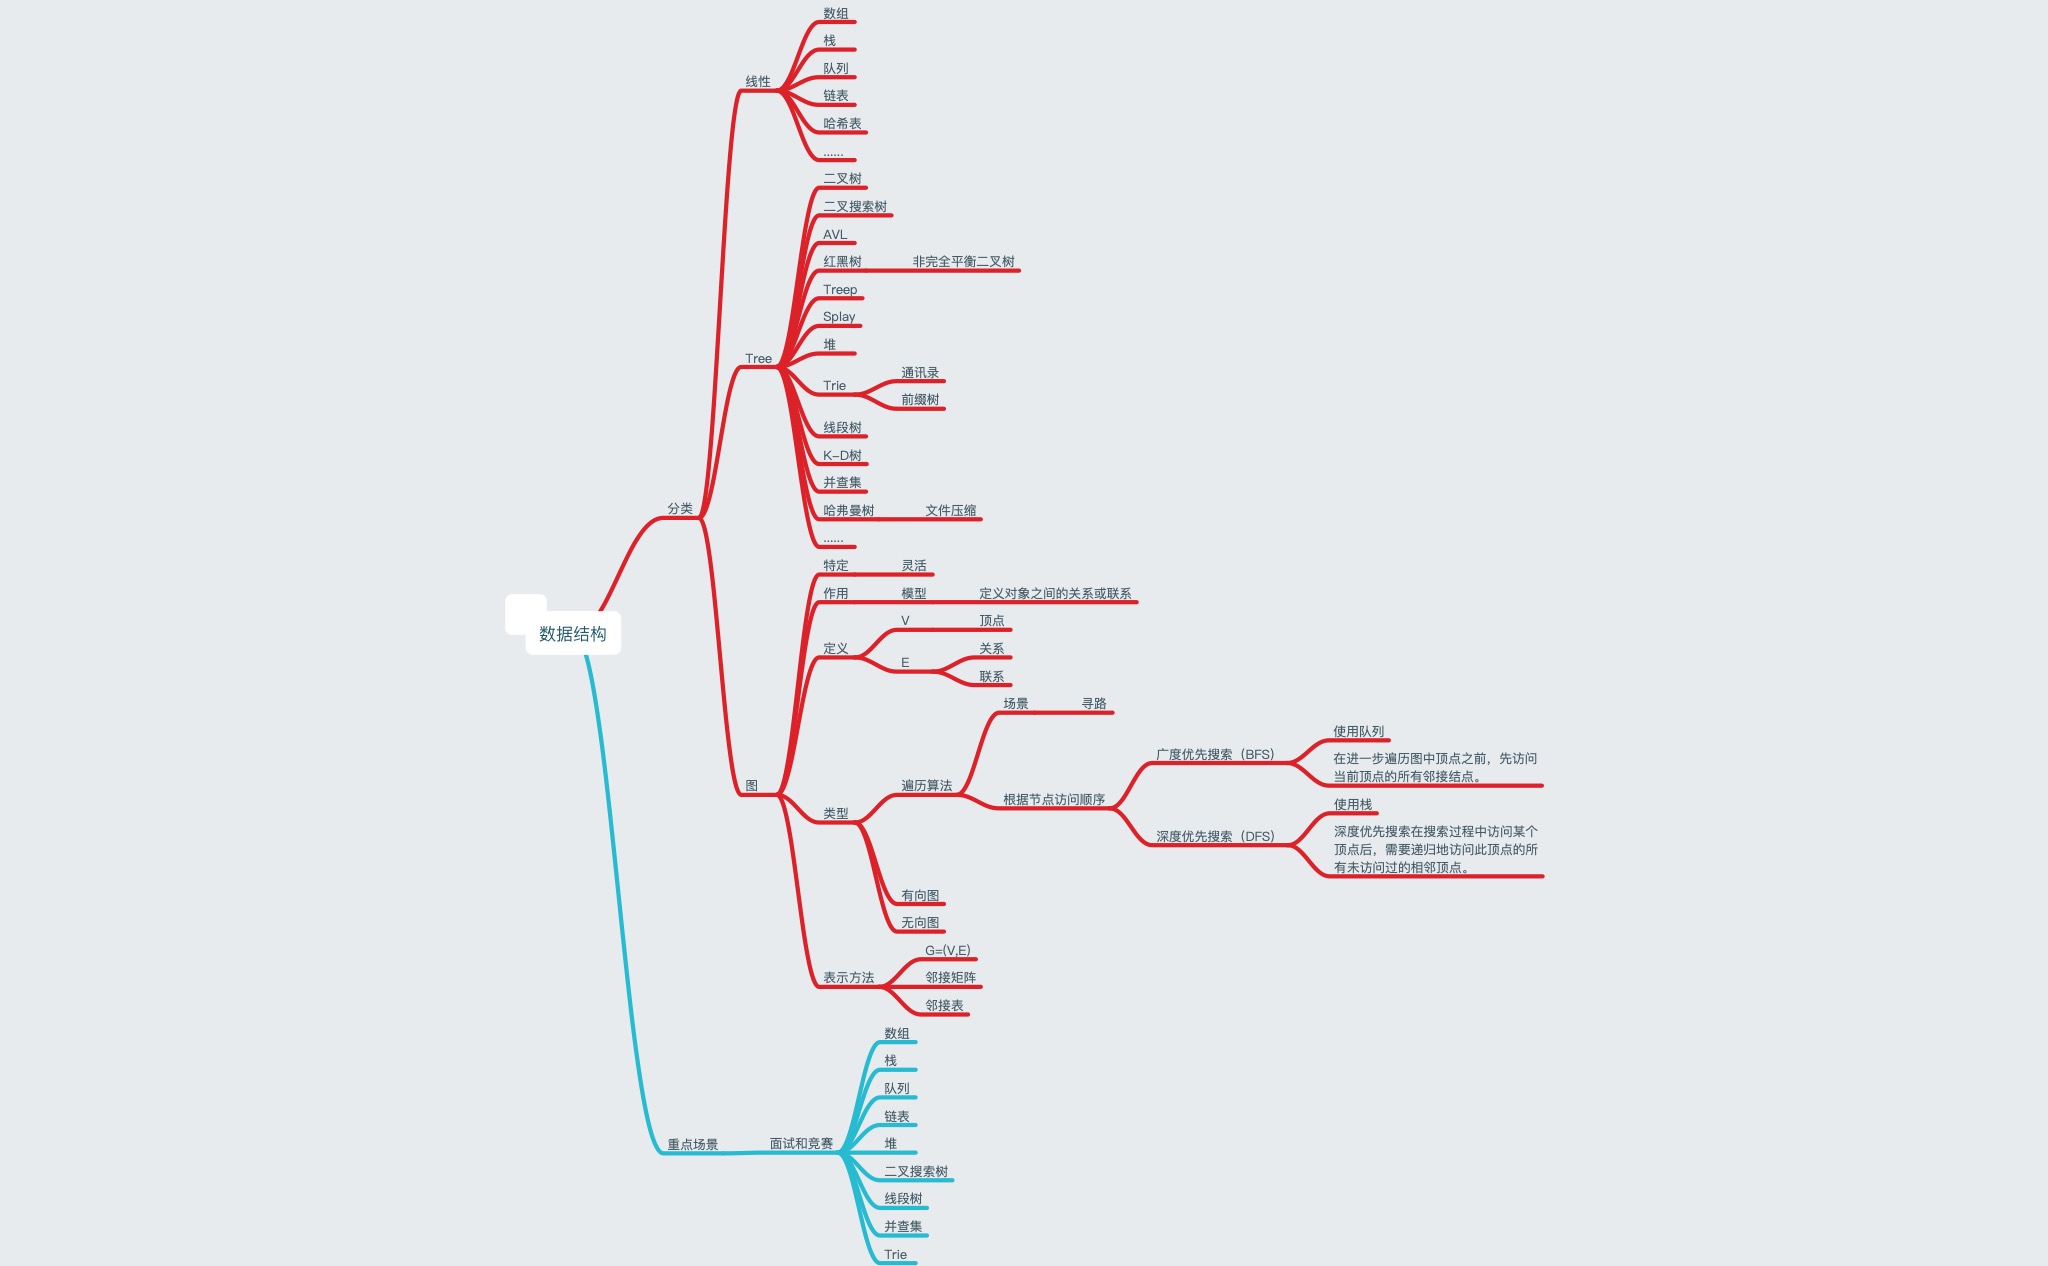 数据结构
分类
线性
数组
栈
队列
链表
哈希表
......
Tree
二叉树
二叉搜索树
AVL
红黑树
非完全平衡二叉树
Treep
Splay
堆
Trie
通讯录
前缀树
线段树
K-D树
并查集
哈弗曼树
文件压缩
......
图
特定
灵活
作用
模型
定义对象之间的关系或联系
定义
V
顶点
E
关系
联系
类型
遍历算法
场景
寻路
根据节点访问顺序
广度优先搜索（BFS）
使用队列
在进一步遍历图中顶点之前，先访问
当前顶点的所有邻接结点。
深度优先搜索（DFS）
使用栈
深度优先搜索在搜索过程中访问某个
顶点后，需要递归地访问此顶点的所
有未访问过的相邻顶点。
有向图
无向图
表示方法
G=(V,E)
邻接矩阵
邻接表
重点场景
面试和竞赛
数组
栈
队列
链表
堆
二叉搜索树
线段树
并查集
Trie